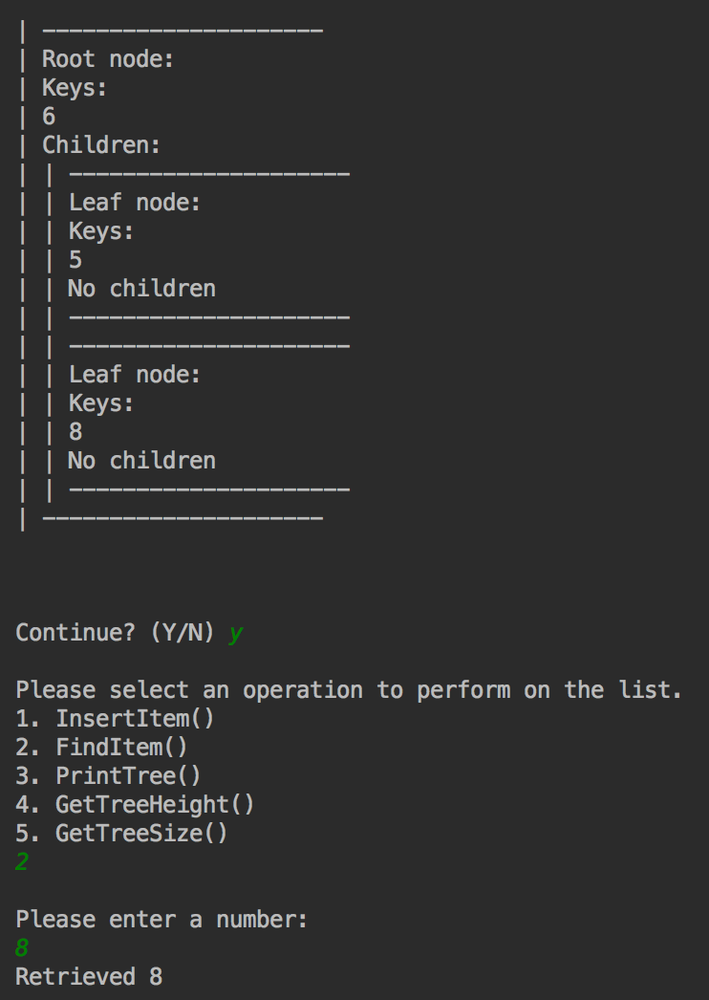 | ---------------------
| Root node:
| Keys:
| 6
| Children:
| | ---------------------
| | Leaf node:
| | Keys:
| | 5
| | No children
| | ---------------------
| | ---------------------
| | Leaf node:
| | Keys:
| | 8
| | No children
| | ---------------------
| ---------------------
Continue? (Y/N) y
Please select an operation to perform on the list.
1. InsertItem()
2. FindItem()
3. PrintTree()
4. GetTreeHeight()
5. GetTreeSize()
2
Please enter a number:
8
Retrieved 8